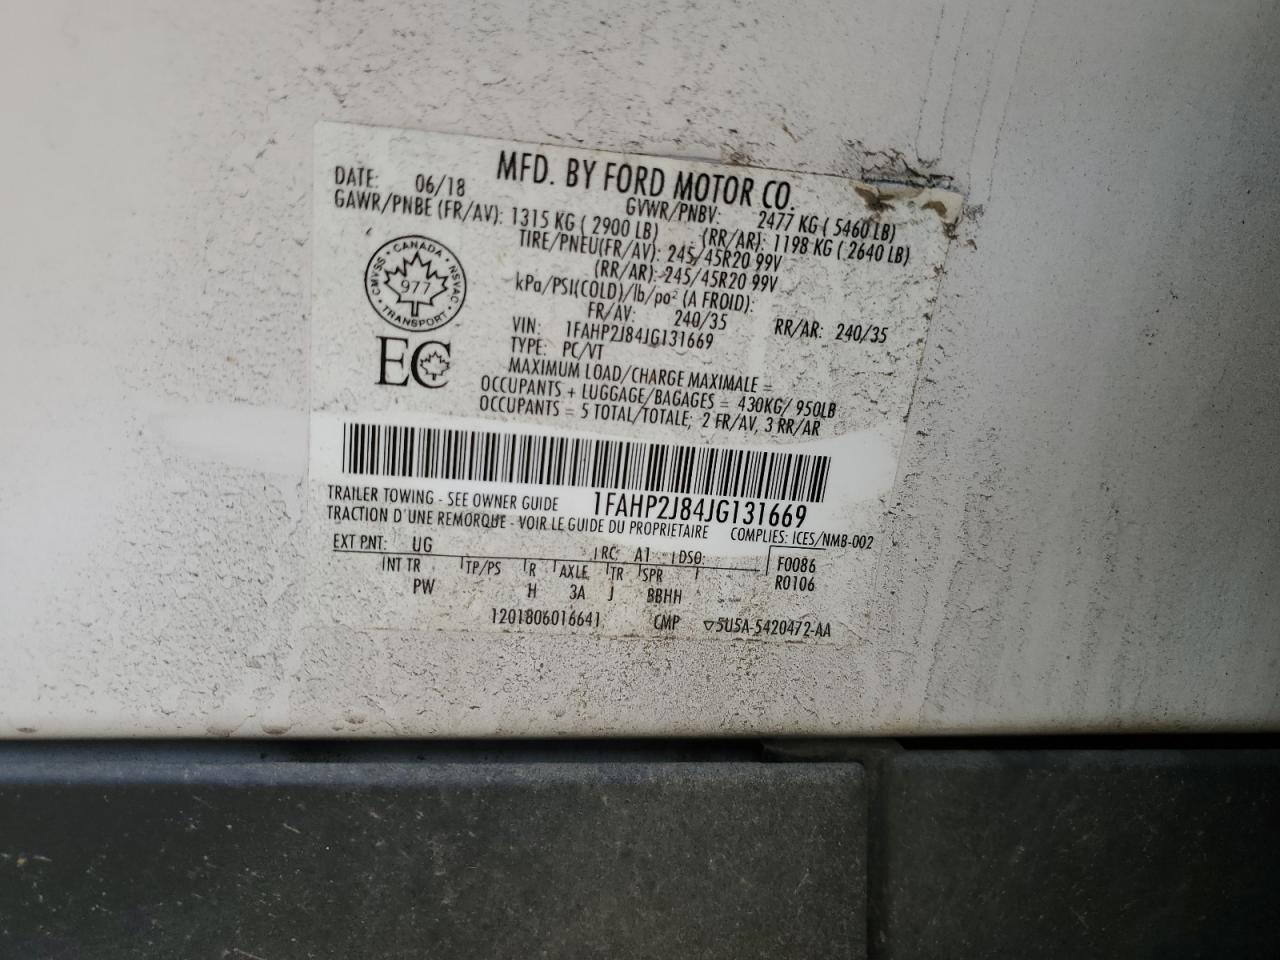 MFD. BY FORD MOTOR CO.
DATE: 06/18 GVWR/PNBV: 2477 KG ( 5460 LB)
GAWR/PNBE (FR/AV): 1315 KG ( 2900 LB) (RR/AR): 1198 KG ( 2640 LB)
TIRE/PNEU(FR/AV): 245/45R20 99V
(RR/AR): 245/45R20 99V
kPa/PSI(COLD)/lb/po² (A FROID):
FR/AV: 240/35 RR/AR: 240/35
VIN: 1FAHP2J84JG131669
TYPE: PC/VT
CANADA
CMVSS
NSVAC
977
TRANSPORT
EC
MAXIMUM LOAD/CHARGE MAXIMALE =
OCCUPANTS + LUGGAGE/BAGAGES = 430KG/ 950LB
OCCUPANTS = 5 TOTAL/TOTALE; 2 FR/AV, 3 RR/AR
TRAILER TOWING - SEE OWNER GUIDE 1FAHP2J84JG131669
TRACTION D'UNE REMORQUE - VOIR LE GUIDE DU PROPRIETAIRE COMPLIES: ICES/NMB-002
EXT PNT: UG RC: A1 DSO: F0086
INT TR TP/PS R AXLE TR SPR R0106
PW H 3A J BBHH
1201806016641 CMP ▽5U5A-5420472-AA